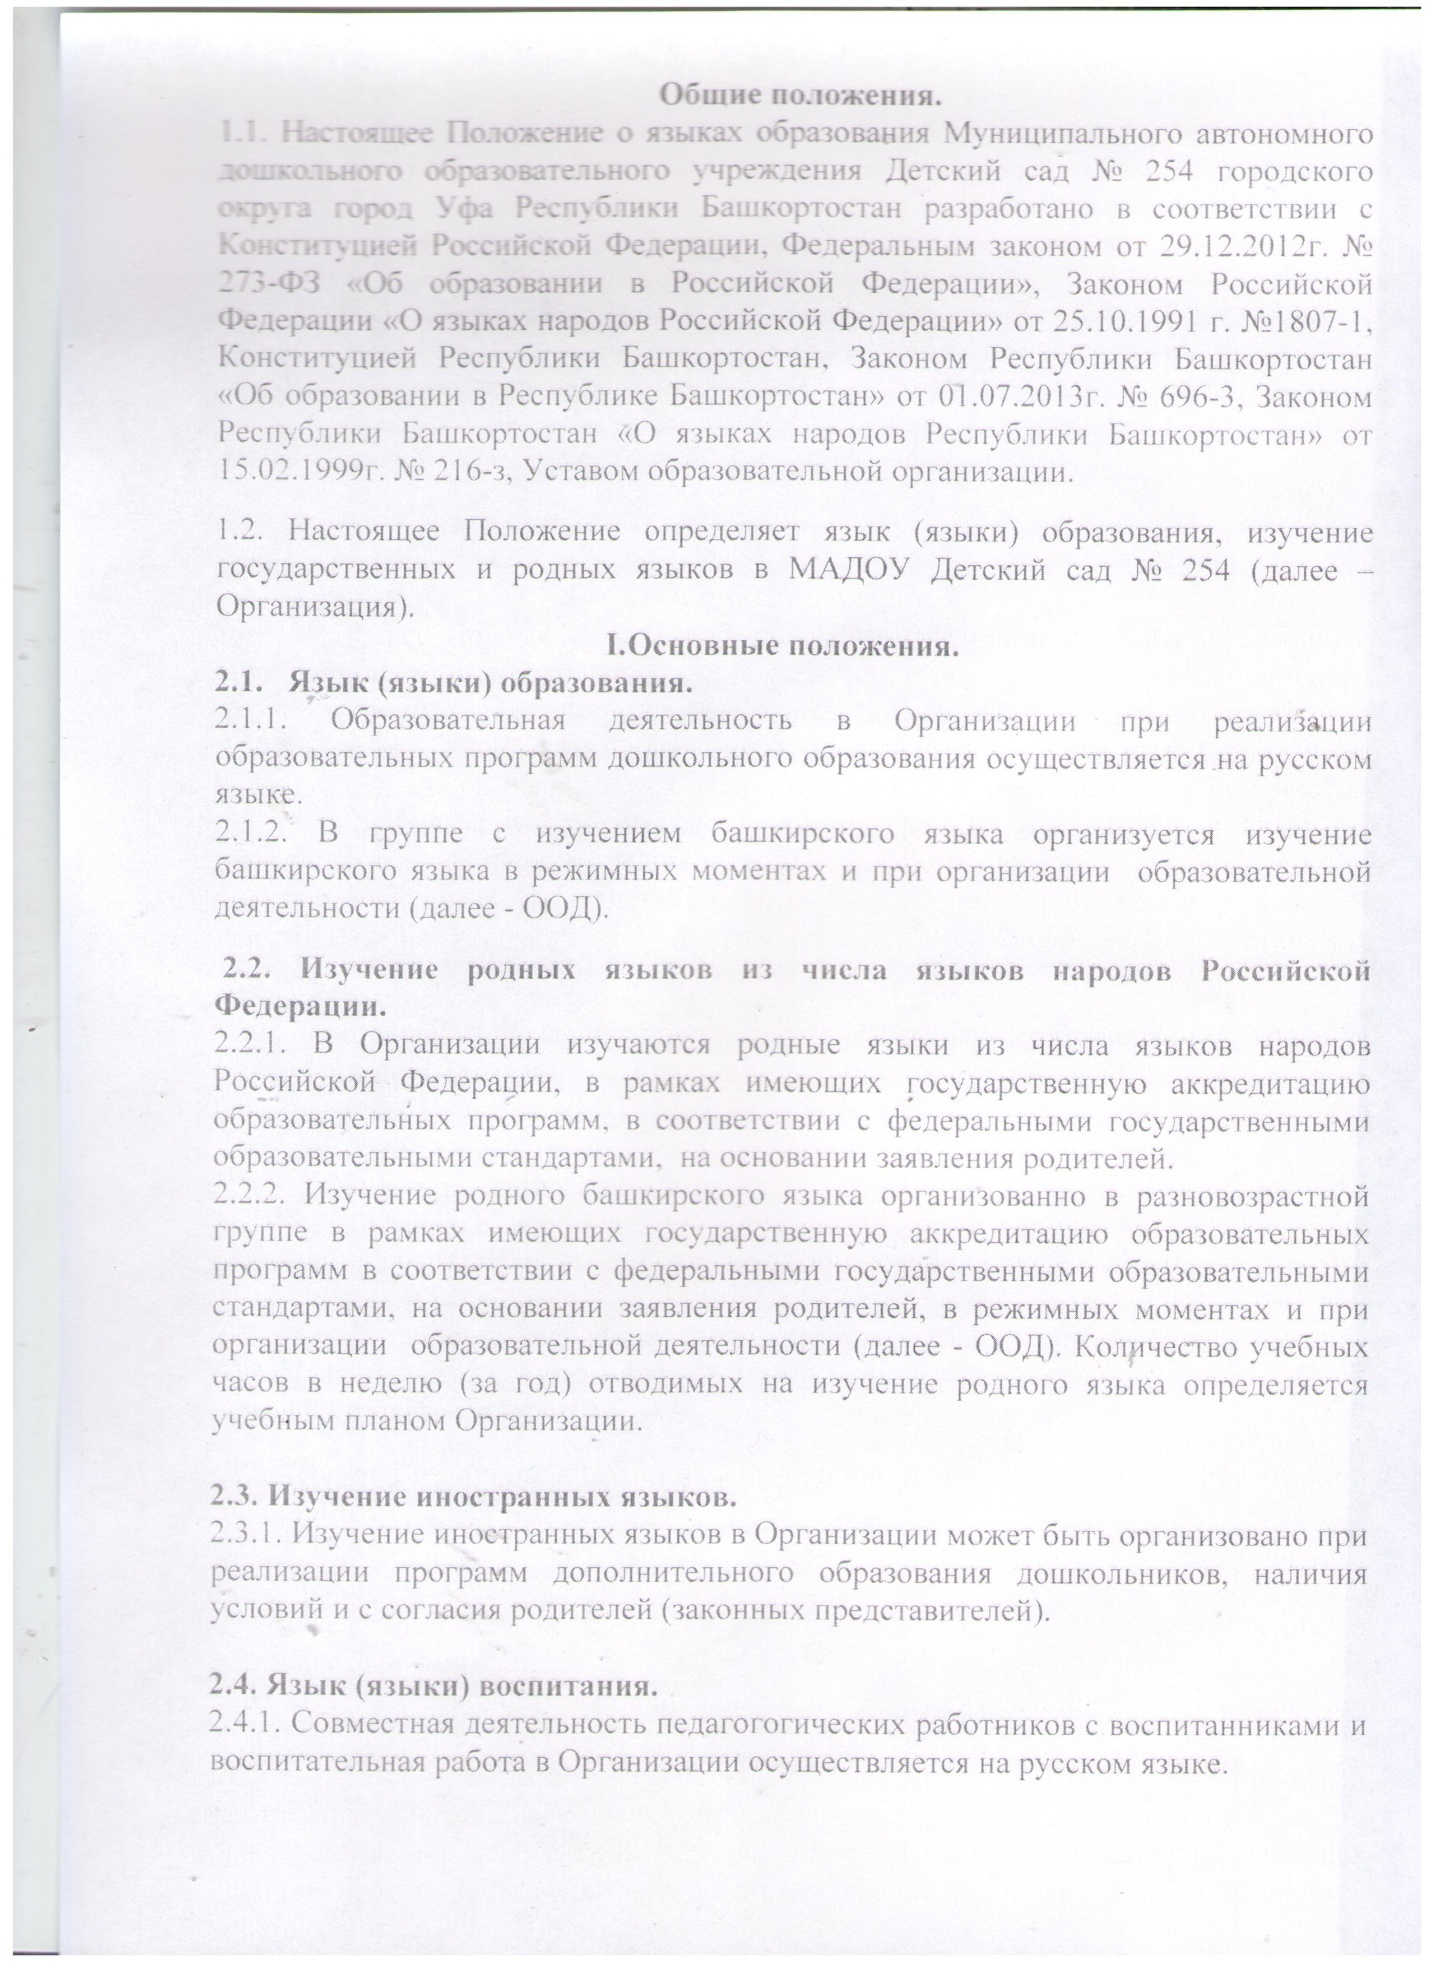 Общие положения.
1.1. Настоящее Положение о языках образования Муниципального автономного
дошкольного образовательного учреждения Детский сад № 254 городского
округа город Уфа Республики Башкортостан разработано в соответствии с
Конституцией Российской Федерации, Федеральным законом от 29.12.2012г. №
273-ФЗ «Об образовании в Российской Федерации», Законом Российской
Федерации «О языках народов Российской Федерации» от 25.10.1991 г. №1807-1,
Конституцией Республики Башкортостан, Законом Республики Башкортостан
«Об образовании в Республике Башкортостан» от 01.07.2013г. № 696-З, Законом
Республики Башкортостан «О языках народов Республики Башкортостан» от
15.02.1999г. № 216-з, Уставом образовательной организации.
1.2. Настоящее Положение определяет язык (языки) образования, изучение
государственных и родных языков в МАДОУ Детский сад № 254 (далее –
Организация).
I.Основные положения.
2.1. Язык (языки) образования.
2.1.1. Образовательная деятельность в Организации при реализации
образовательных программ дошкольного образования осуществляется на русском
языке.
2.1.2. В группе с изучением башкирского языка организуется изучение
башкирского языка в режимных моментах и при организации образовательной
деятельности (далее - ООД).
2.2. Изучение родных языков из числа языков народов Российской
Федерации.
2.2.1. В Организации изучаются родные языки из числа языков народов
Российской Федерации, в рамках имеющих государственную аккредитацию
образовательных программ, в соответствии с федеральными государственными
образовательными стандартами, на основании заявления родителей.
2.2.2. Изучение родного башкирского языка организованно в разновозрастной
группе в рамках имеющих государственную аккредитацию образовательных
программ в соответствии с федеральными государственными образовательными
стандартами, на основании заявления родителей, в режимных моментах и при
организации образовательной деятельности (далее - ООД). Количество учебных
часов в неделю (за год) отводимых на изучение родного языка определяется
учебным планом Организации.
2.3. Изучение иностранных языков.
2.3.1. Изучение иностранных языков в Организации может быть организовано при
реализации программ дополнительного образования дошкольников, наличия
условий и с согласия родителей (законных представителей).
2.4. Язык (языки) воспитания.
2.4.1. Совместная деятельность педагогогических работников с воспитанниками и
воспитательная работа в Организации осуществляется на русском языке.